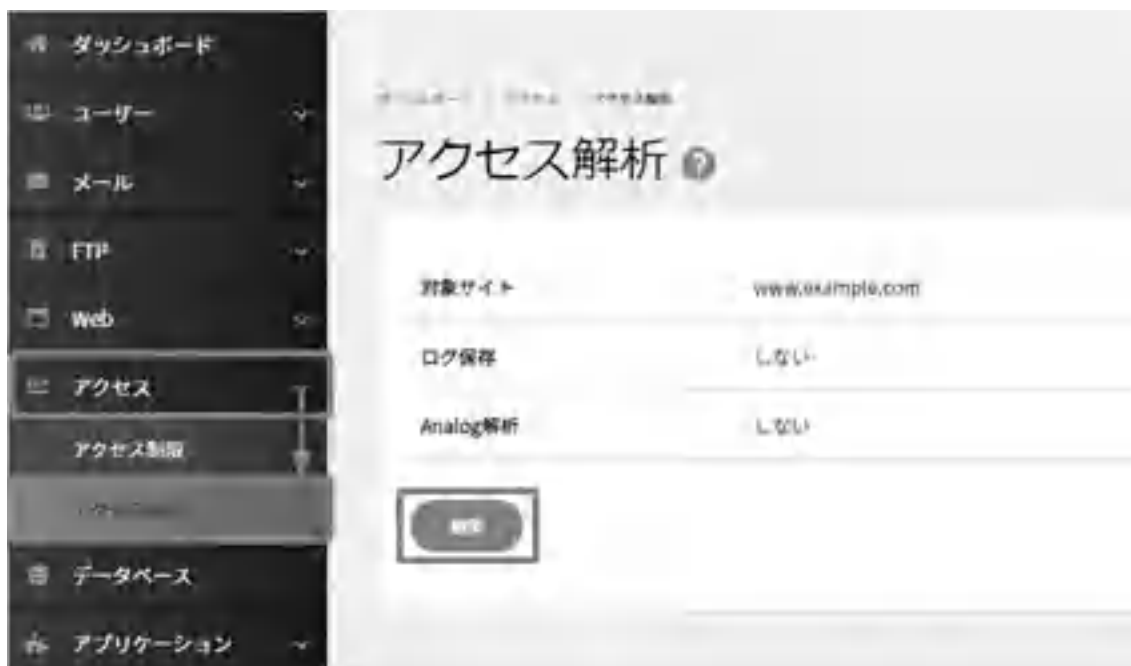 ダッシュボード
ユーザー
メール
FTP
Web
アクセス
アクセス制限
データベース
アプリケーション
アクセス解析
対象サイト www.example.com
ログ保存 しない
Analog解析 しない